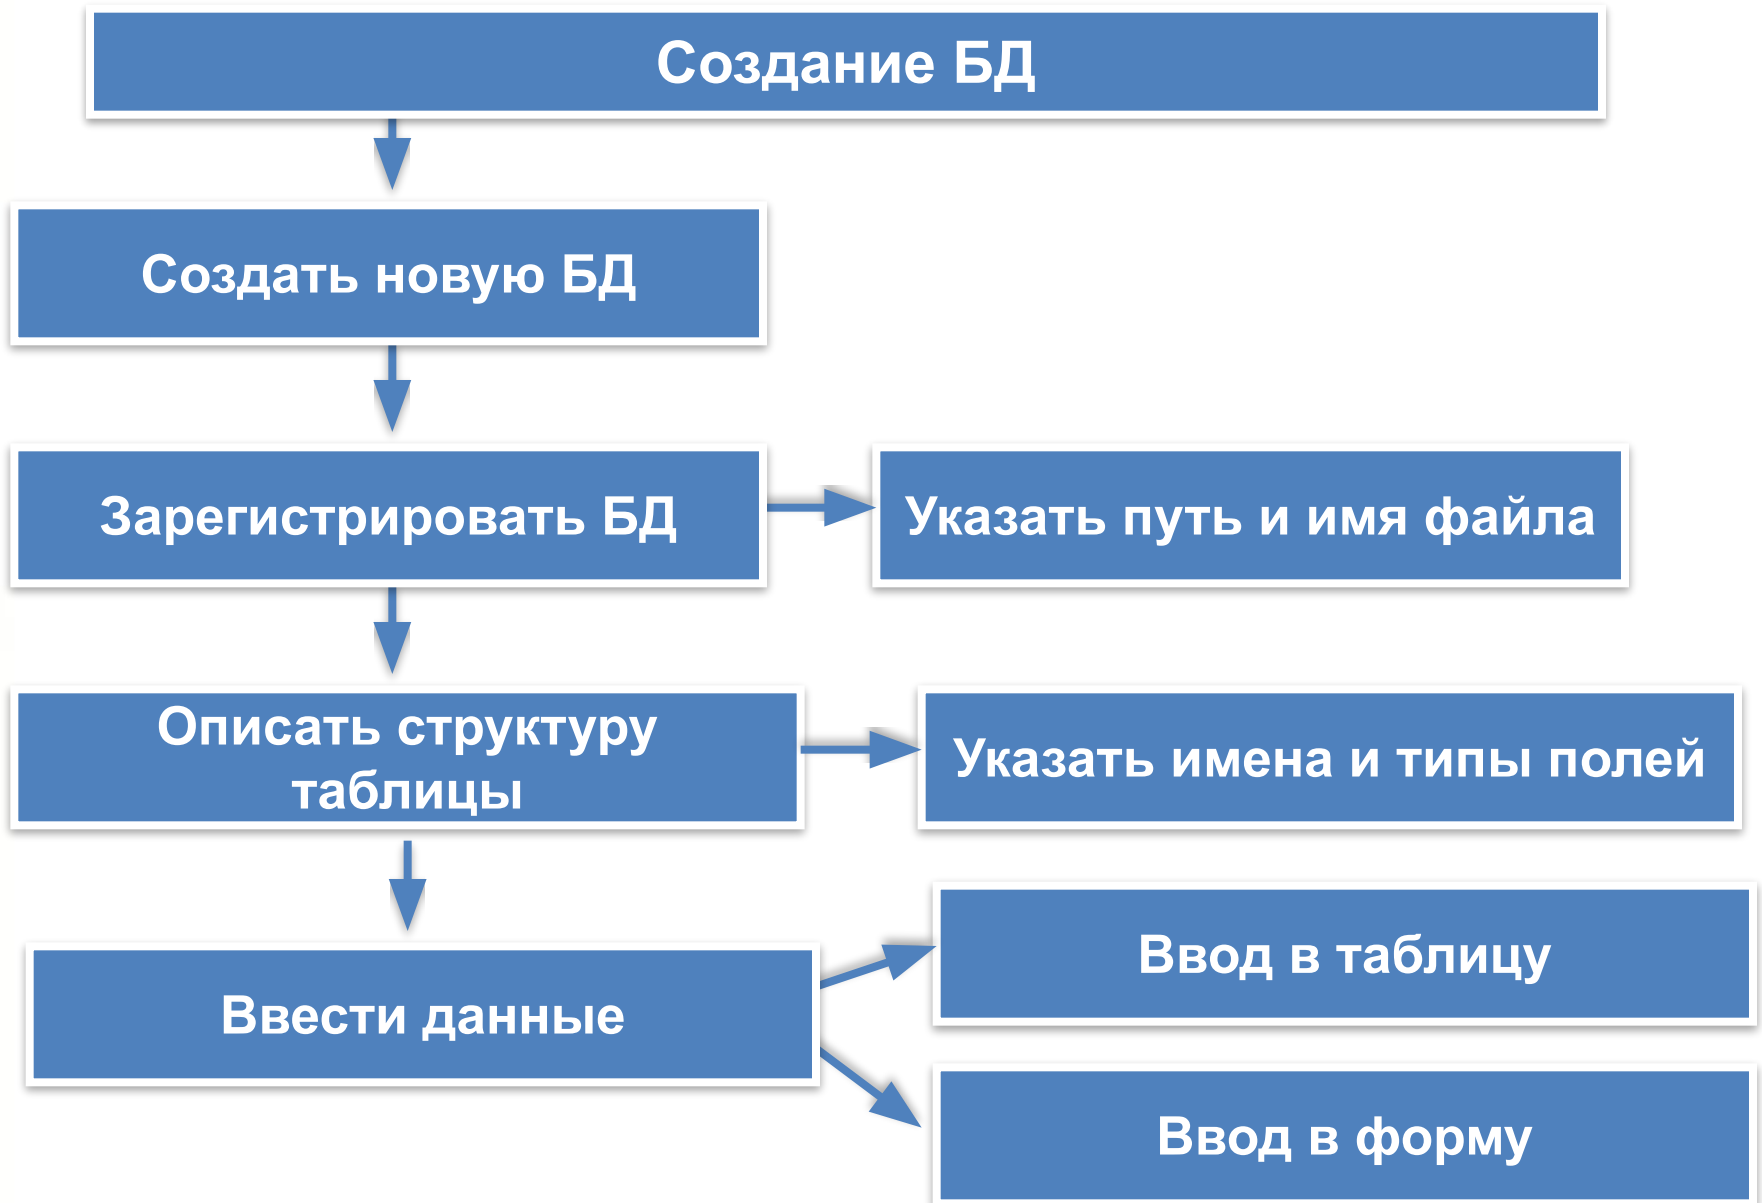 Создание БД
Создать новую БД
Зарегистрировать БД
Указать путь и имя файла
Описать структуру
таблицы
Указать имена и типы полей
Ввести данные
Ввод в таблицу
Ввод в форму